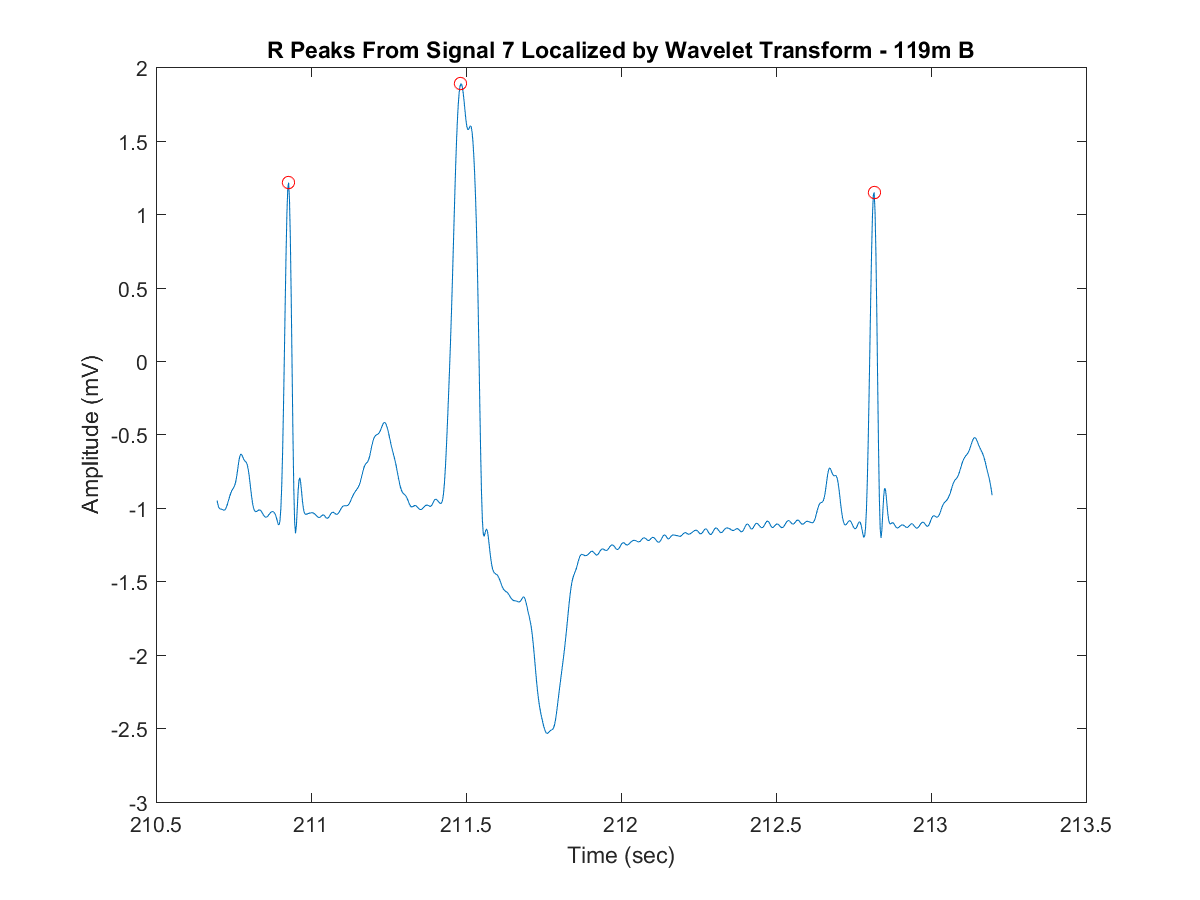 R Peaks From Signal 7 Localized by Wavelet Transform - 119m B
2
1.5
1
0.5
0
-0.5
-1
-1.5
-2
-2.5
-3
Amplitude (mV)
210.5 211 211.5 212 212.5 213 213.5
Time (sec)